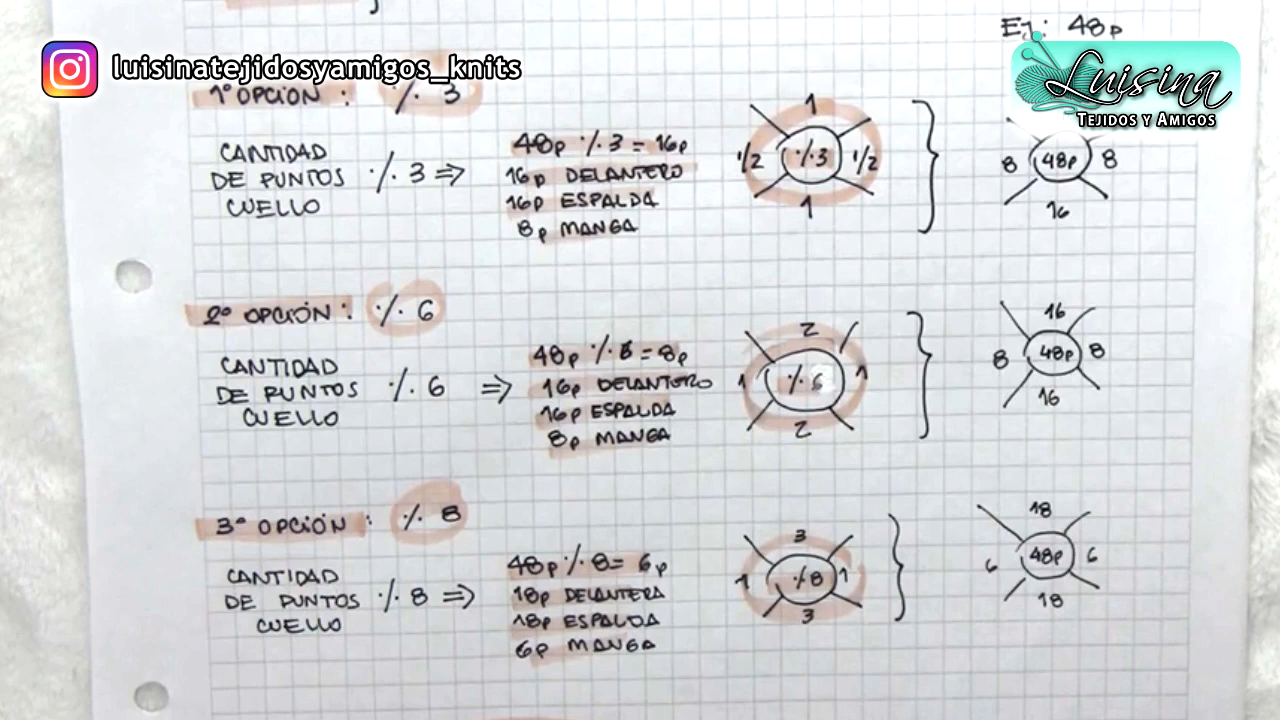 Ej: 48p
luisinatejidosyamigos_knits
Luisina
TEJIDOS Y AMIGOS
1º OPCIÓN : ·/. 3
CANTIDAD
DE PUNTOS ·/. 3 ⇒
CUELLO
48p ·/. 3 = 16p
16p DELANTERO
16p ESPALDA
8p MANGA
1
1/2 ·/. 3 1/2
1
8 48p 8
16
2º OPCIÓN : ·/. 6
CANTIDAD
DE PUNTOS ·/. 6 ⇒
CUELLO
48p ·/. 6 = 8p
16p DELANTERO
16p ESPALDA
8p MANGA
2
1 ·/. 6 1
2
16
8 48p 8
16
3º OPCIÓN : ·/. 8
CANTIDAD
DE PUNTOS ·/. 8 ⇒
CUELLO
48p ·/. 8 = 6p
18p DELANTERA
18p ESPALDA
6p MANGA
3
1 ·/. 8 1
3
18
6 48p 6
18